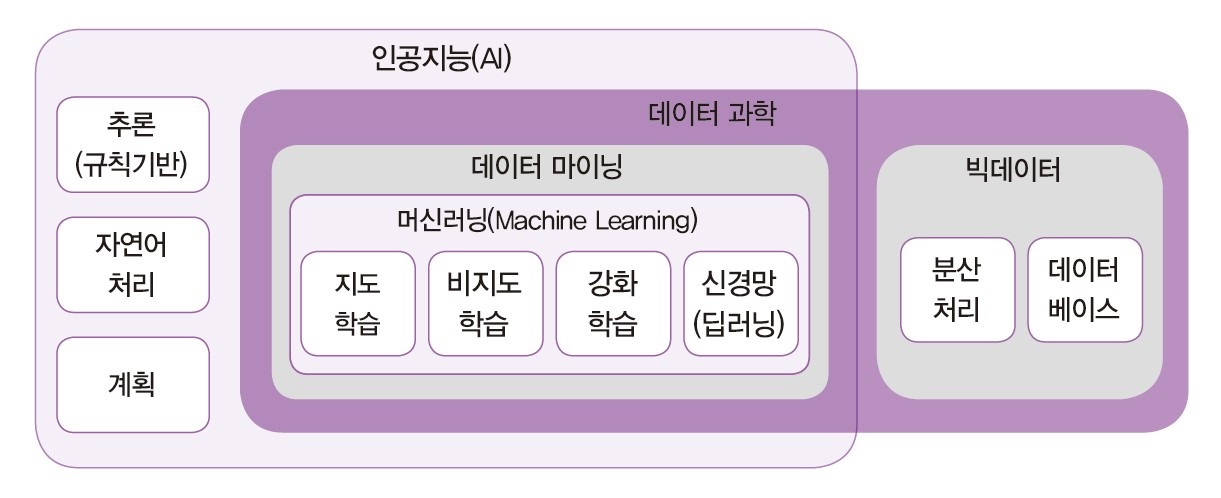 인공지능(AI)
추론
(규칙기반)
자연어
처리
계획
데이터 과학
데이터 마이닝
머신러닝(Machine Learning)
지도
학습
비지도
학습
강화
학습
신경망
(딥러닝)
빅데이터
분산
처리
데이터
베이스